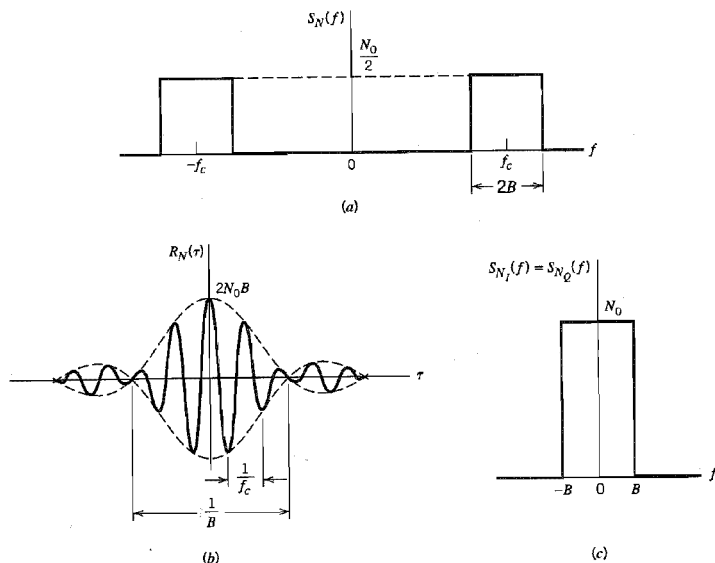 S_N(f)
N_0/2
-f_c
0
f_c
f
2B
(a)
R_N(τ)
2N_0B
τ
1/f_c
1/B
(b)
S_{N_I}(f) = S_{N_Q}(f)
N_0
-B
0
B
f
(c)